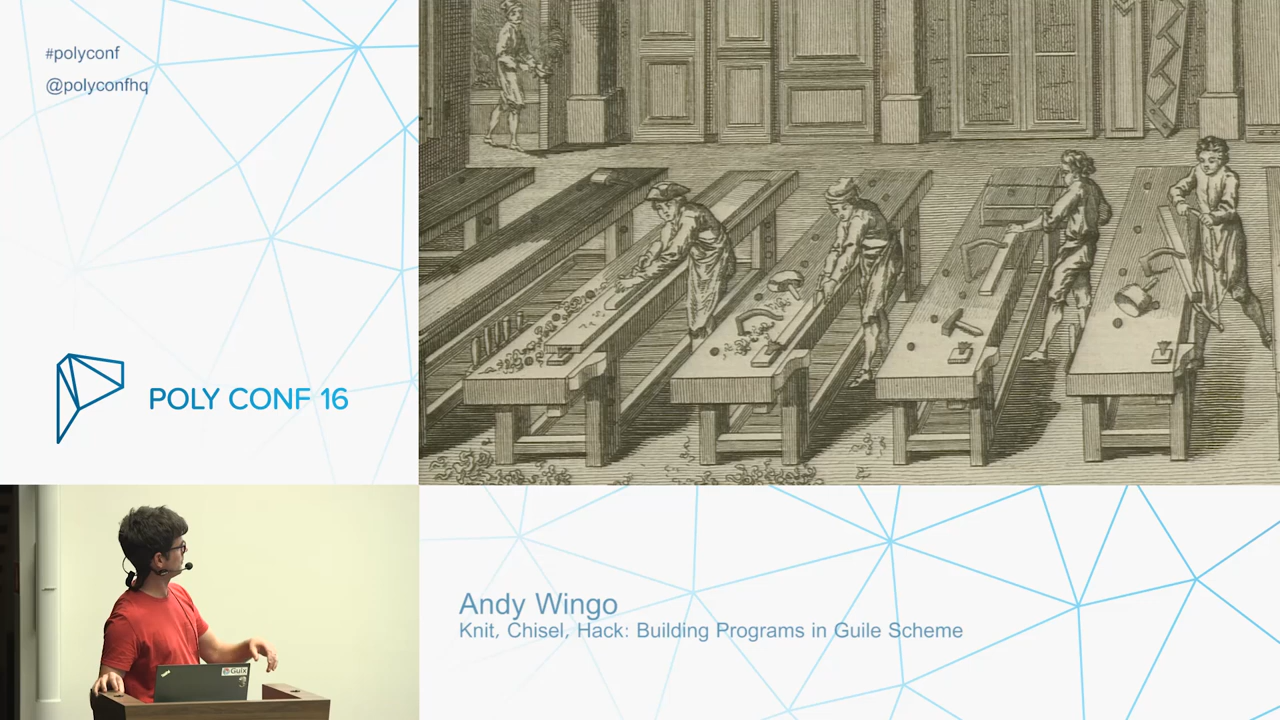 #polyconf
@polyconfhq
POLY CONF 16
Guix
Andy Wingo
Knit, Chisel, Hack: Building Programs in Guile Scheme